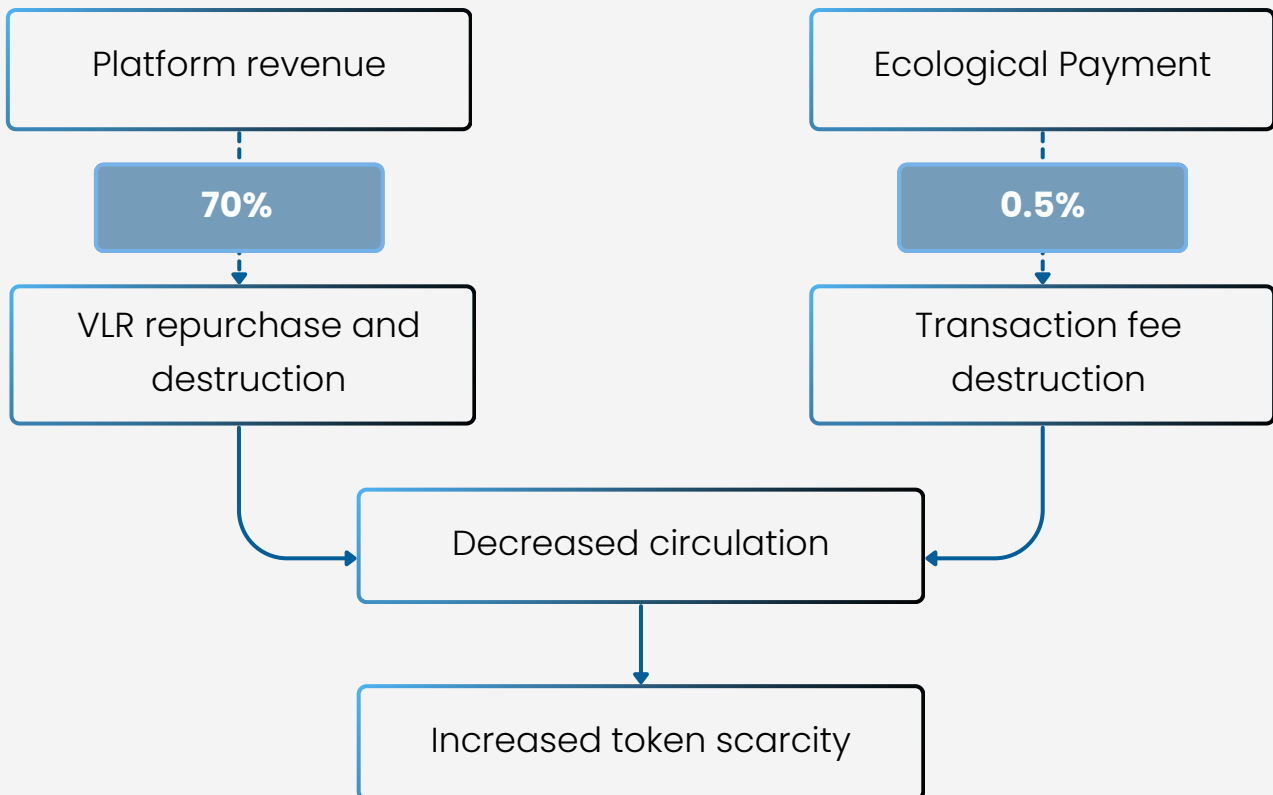 Platform revenue
Ecological Payment
70%
0.5%
VLR repurchase and
destruction
Transaction fee
destruction
Decreased circulation
Increased token scarcity